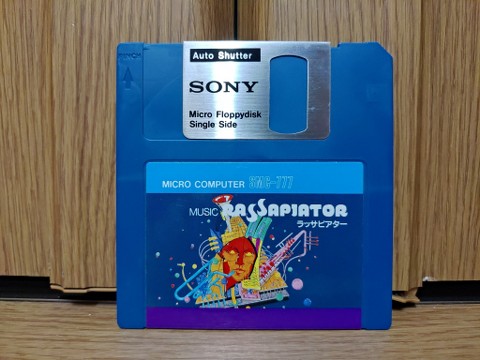 Auto Shutter
SONY
Micro Floppydisk
Single Side
MICRO COMPUTER SMC-777
MUSIC RASSAPIATOR
ラッサピアター